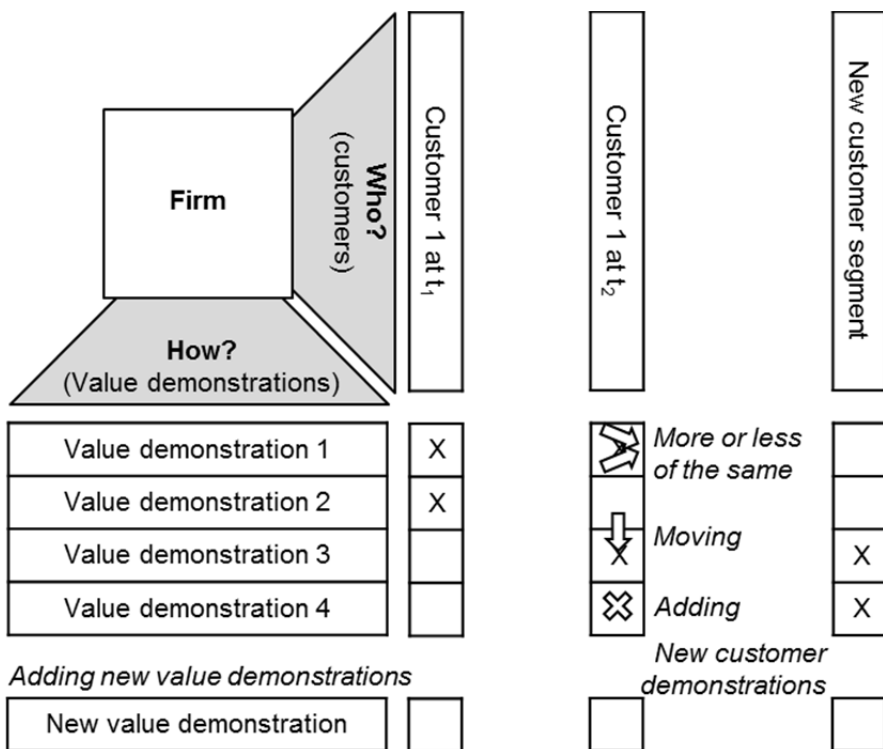 Firm
Who?
(customers)
How?
(Value demonstrations)
Customer 1 at t₁
Customer 1 at t₂
New customer segment
Value demonstration 1
X
X
More or less
of the same
Value demonstration 2
X
Value demonstration 3
X
Moving
X
Value demonstration 4
Adding
X
Adding new value demonstrations
New customer
demonstrations
New value demonstration